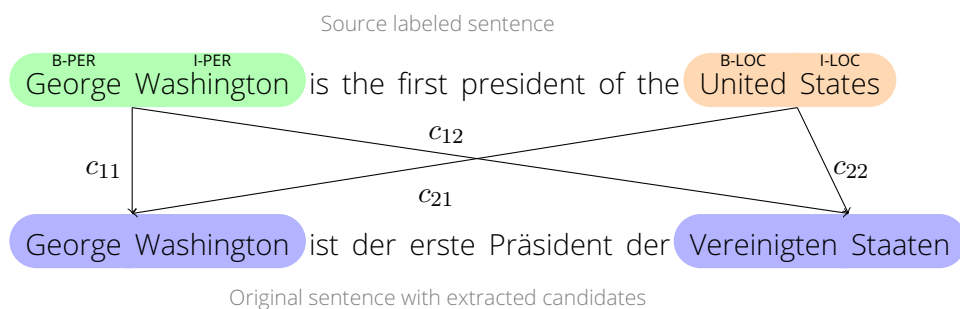 Source labeled sentence
B-PER I-PER B-LOC I-LOC
George Washington is the first president of the United States
c12
c11 c22
c21
George Washington ist der erste Präsident der Vereinigten Staaten
Original sentence with extracted candidates